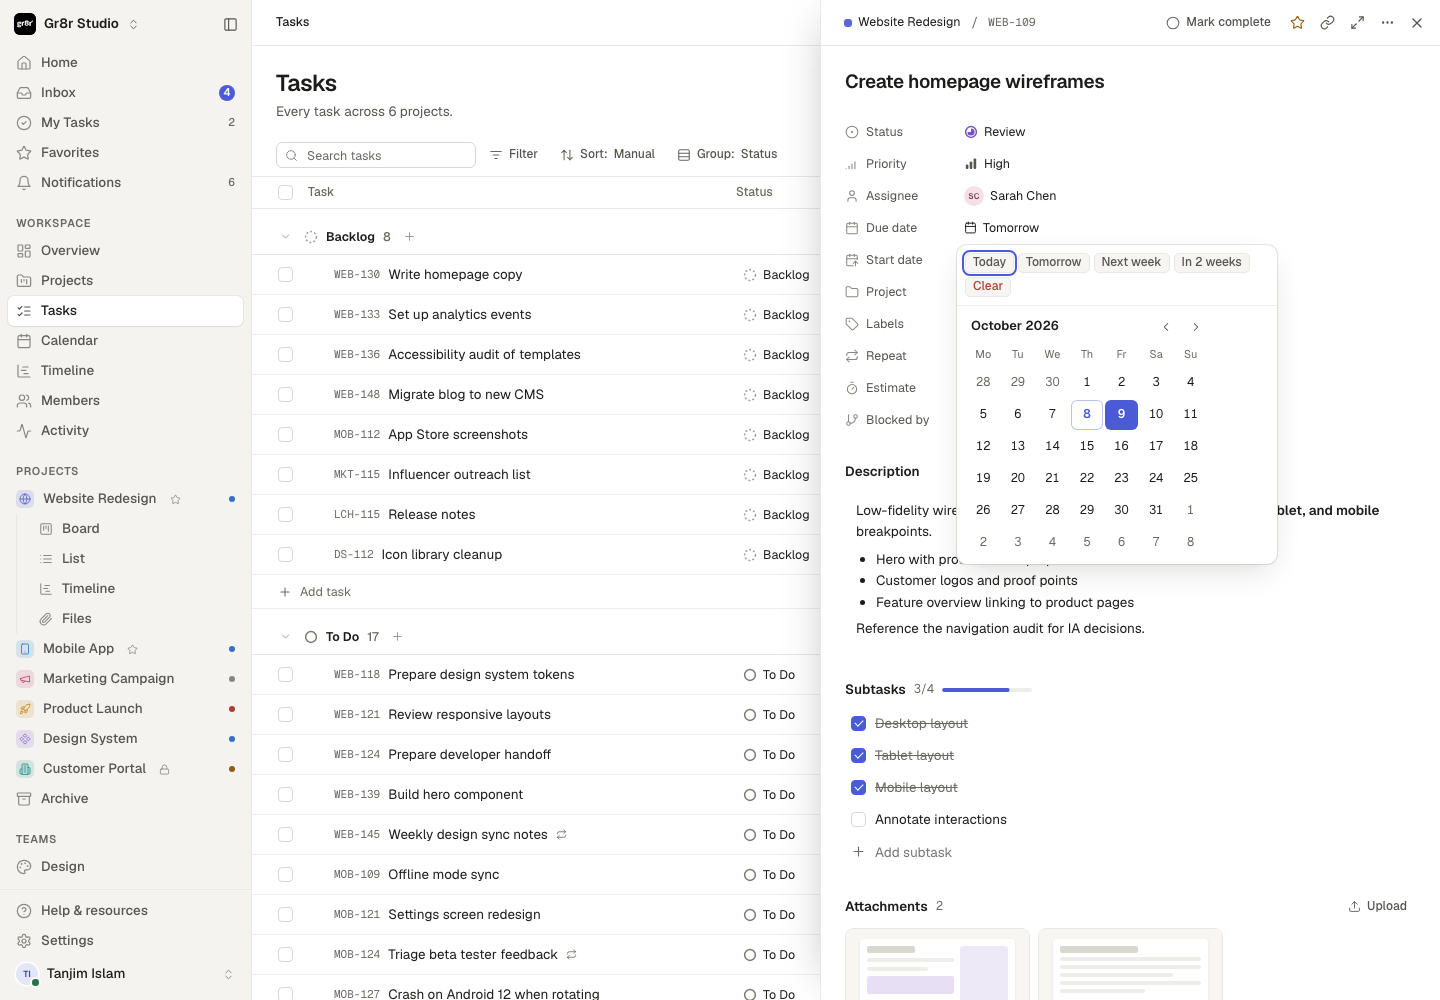 gr8r
Gr8r Studio
Home
Inbox 4
My Tasks 2
Favorites
Notifications 6
WORKSPACE
Overview
Projects
Tasks
Calendar
Timeline
Members
Activity
PROJECTS
Website Redesign
Board
List
Timeline
Files
Mobile App
Marketing Campaign
Product Launch
Design System
Customer Portal
Archive
TEAMS
Design
Help & resources
Settings
TI Tanjim Islam
Tasks
Tasks
Every task across 6 projects.
Search tasks Filter Sort: Manual Group: Status
Task Status
Backlog 8
WEB-130 Write homepage copy Backlog
WEB-133 Set up analytics events Backlog
WEB-136 Accessibility audit of templates Backlog
WEB-148 Migrate blog to new CMS Backlog
MOB-112 App Store screenshots Backlog
MKT-115 Influencer outreach list Backlog
LCH-115 Release notes Backlog
DS-112 Icon library cleanup Backlog
Add task
To Do 17
WEB-118 Prepare design system tokens To Do
WEB-121 Review responsive layouts To Do
WEB-124 Prepare developer handoff To Do
WEB-139 Build hero component To Do
WEB-145 Weekly design sync notes To Do
MOB-109 Offline mode sync To Do
MOB-121 Settings screen redesign To Do
MOB-124 Triage beta tester feedback To Do
MOB-127 Crash on Android 12 when rotating To Do
Website Redesign / WEB-109 Mark complete
Create homepage wireframes
Status Review
Priority High
Assignee SC Sarah Chen
Due date Tomorrow
Start date
Project
Labels
Repeat
Estimate
Blocked by
Today Tomorrow Next week In 2 weeks
Clear
October 2026
Mo Tu We Th Fr Sa Su
28 29 30 1 2 3 4
5 6 7 8 9 10 11
12 13 14 15 16 17 18
19 20 21 22 23 24 25
26 27 28 29 30 31 1
2 3 4 5 6 7 8
Description
Low-fidelity blet, and mobile
breakpoints.
Hero with
Customer logos and proof points
Feature overview linking to product pages
Reference the navigation audit for IA decisions.
Subtasks 3/4
Desktop layout
Tablet layout
Mobile layout
Annotate interactions
Add subtask
Attachments 2 Upload